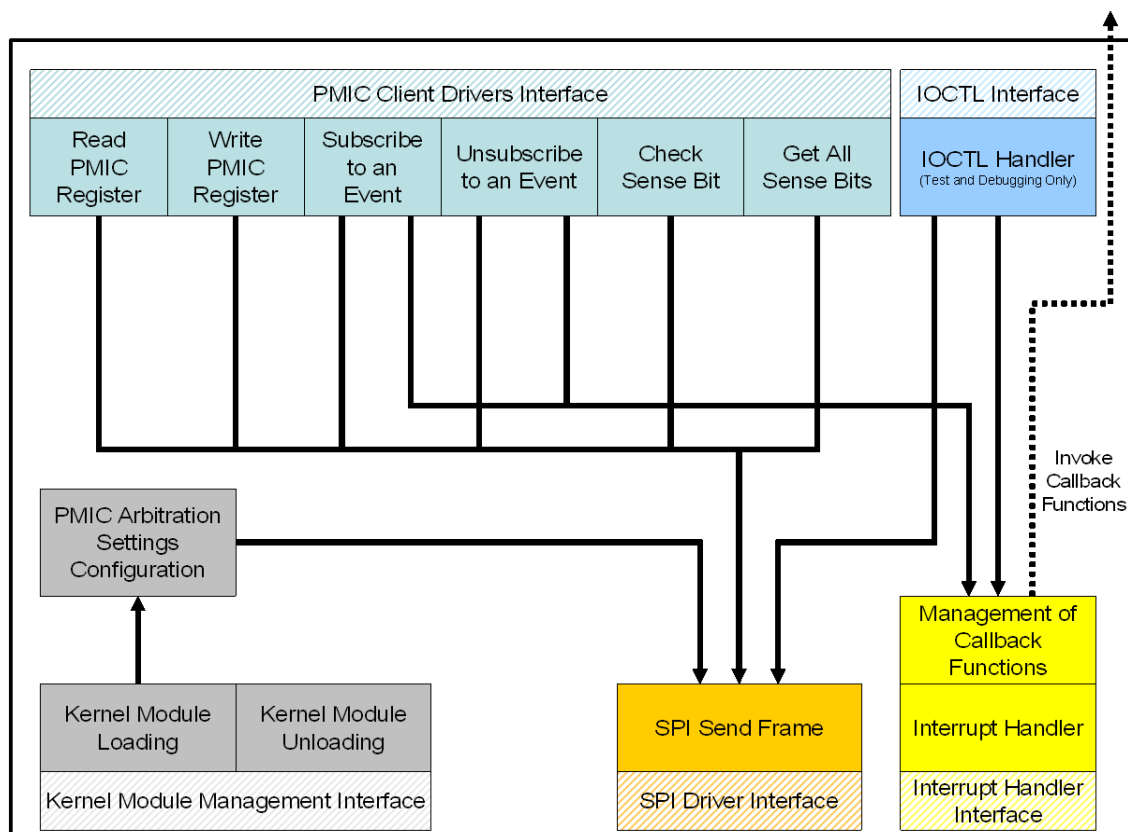 PMIC Client Drivers Interface
IOCTL Interface
Read
PMIC
Register
Write
PMIC
Register
Subscribe
to an
Event
Unsubscribe
to an Event
Check
Sense Bit
Get All
Sense Bits
IOCTL Handler
(Test and Debugging Only)
Invoke
Callback
Functions
PMIC Arbitration
Settings
Configuration
Management of
Callback
Functions
Kernel Module
Loading
Kernel Module
Unloading
SPI Send Frame
Interrupt Handler
Kernel Module Management Interface
SPI Driver Interface
Interrupt Handler
Interface